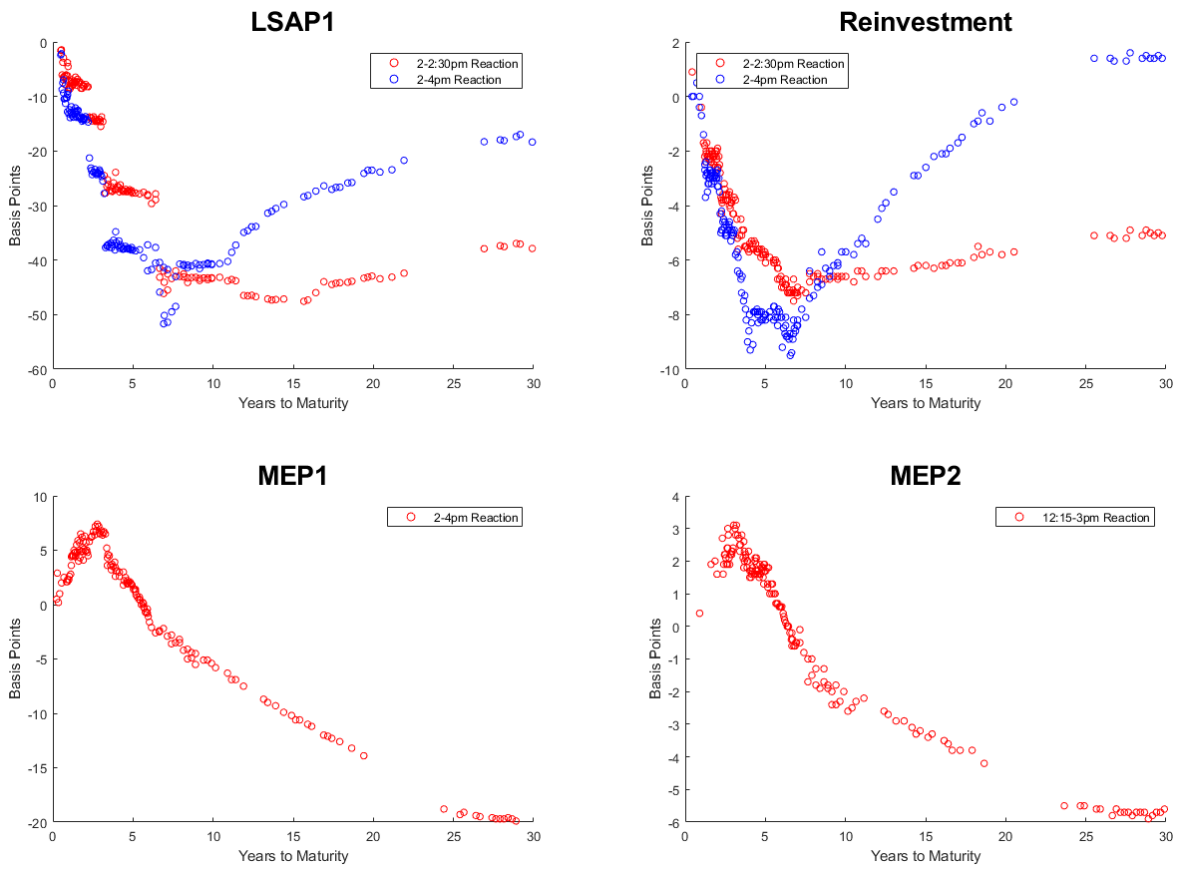 LSAP1
2-2:30pm Reaction
2-4pm Reaction
Basis Points
0
-10
-20
-30
-40
-50
-60
0 5 10 15 20 25 30
Years to Maturity
Reinvestment
2-2:30pm Reaction
2-4pm Reaction
Basis Points
2
0
-2
-4
-6
-8
-10
0 5 10 15 20 25 30
Years to Maturity
MEP1
2-4pm Reaction
Basis Points
10
5
0
-5
-10
-15
-20
0 5 10 15 20 25 30
Years to Maturity
MEP2
12:15-3pm Reaction
Basis Points
4
3
2
1
0
-1
-2
-3
-4
-5
-6
0 5 10 15 20 25 30
Years to Maturity